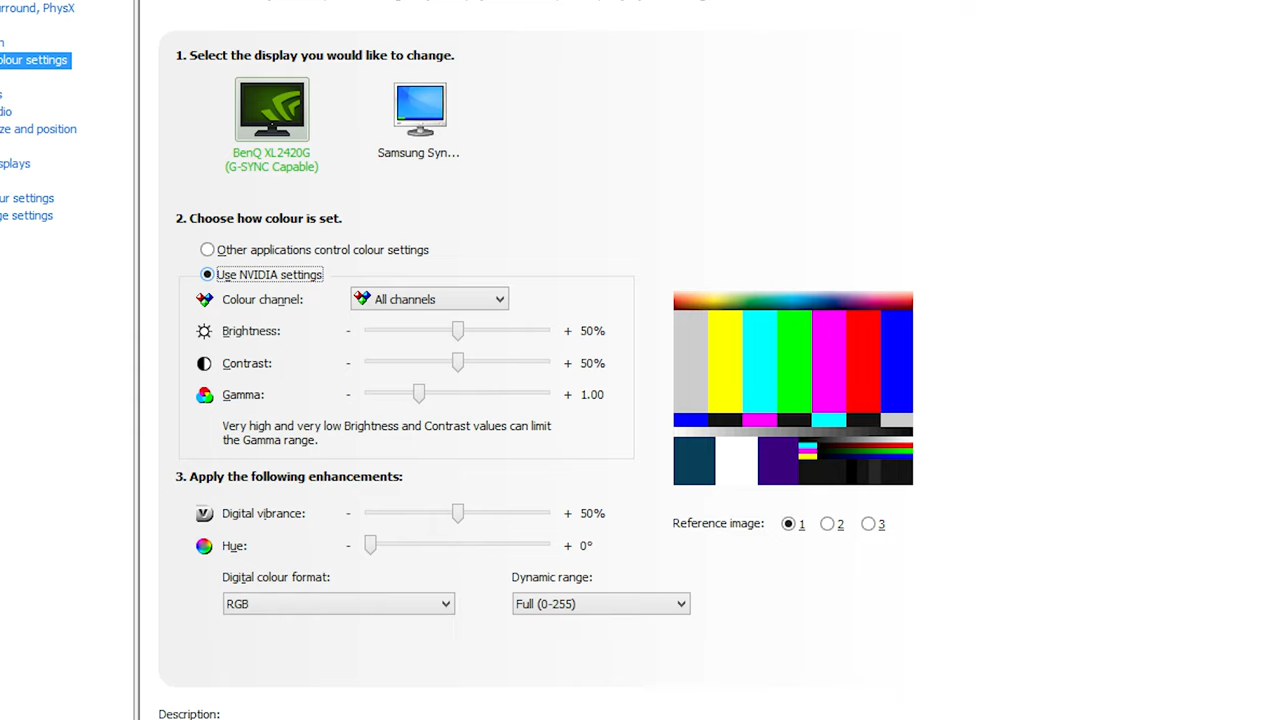 urround, PhysX
n
olour settings
s
dio
ze and position
splays
ur settings
ge settings
1. Select the display you would like to change.
BenQ XL2420G
(G-SYNC Capable)
Samsung Syn...
2. Choose how colour is set.
Other applications control colour settings
Use NVIDIA settings
Colour channel: All channels
Brightness: - + 50%
Contrast: - + 50%
Gamma: - + 1.00
Very high and very low Brightness and Contrast values can limit
the Gamma range.
3. Apply the following enhancements:
Digital vibrance: - + 50%
Hue: - + 0°
Digital colour format:
RGB
Dynamic range:
Full (0-255)
Reference image: 1 2 3
Description: